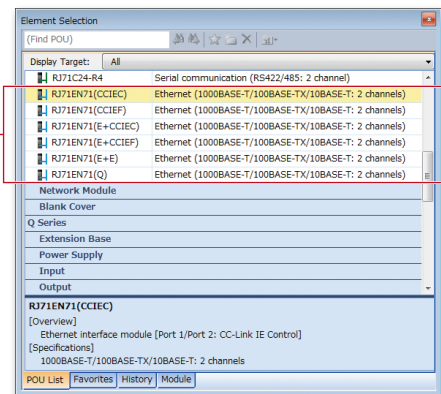 Element Selection
(Find POU)
Display Target: All
RJ71C24-R4 Serial communication (RS422/485: 2 channel)
RJ71EN71(CCIEC) Ethernet (1000BASE-T/100BASE-TX/10BASE-T: 2 channels)
RJ71EN71(CCIEF) Ethernet (1000BASE-T/100BASE-TX/10BASE-T: 2 channels)
RJ71EN71(E+CCIEC) Ethernet (1000BASE-T/100BASE-TX/10BASE-T: 2 channels)
RJ71EN71(E+CCIEF) Ethernet (1000BASE-T/100BASE-TX/10BASE-T: 2 channels)
RJ71EN71(E+E) Ethernet (1000BASE-T/100BASE-TX/10BASE-T: 2 channels)
RJ71EN71(Q) Ethernet (1000BASE-T/100BASE-TX/10BASE-T: 2 channels)
Network Module
Blank Cover
Q Series
Extension Base
Power Supply
Input
Output
RJ71EN71(CCIEC)
[Overview]
Ethernet interface module [Port 1/Port 2: CC-Link IE Control]
[Specifications]
1000BASE-T/100BASE-TX/10BASE-T: 2 channels
POU List Favorites History Module